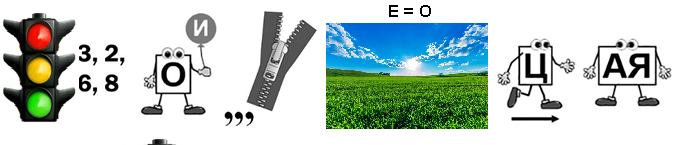 E = O
3, 2,
6, 8
О И ,,, Ц АЯ